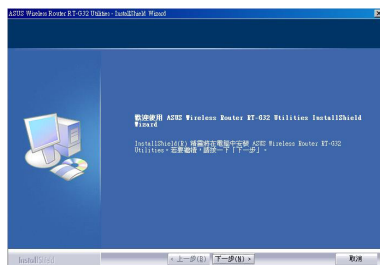 ASUS Wireless Router RT-G32 Utilities - InstallShield Wizard
歡迎使用 ASUS Wireless Router RT-G32 Utilities InstallShield
Wizard
InstallShield(R) 精靈將在電腦中安裝 ASUS Wireless Router RT-G32
Utilities。若要繼續，請按一下「下一步」。
InstallShield
< 上一步(B)
下一步(N) >
取消